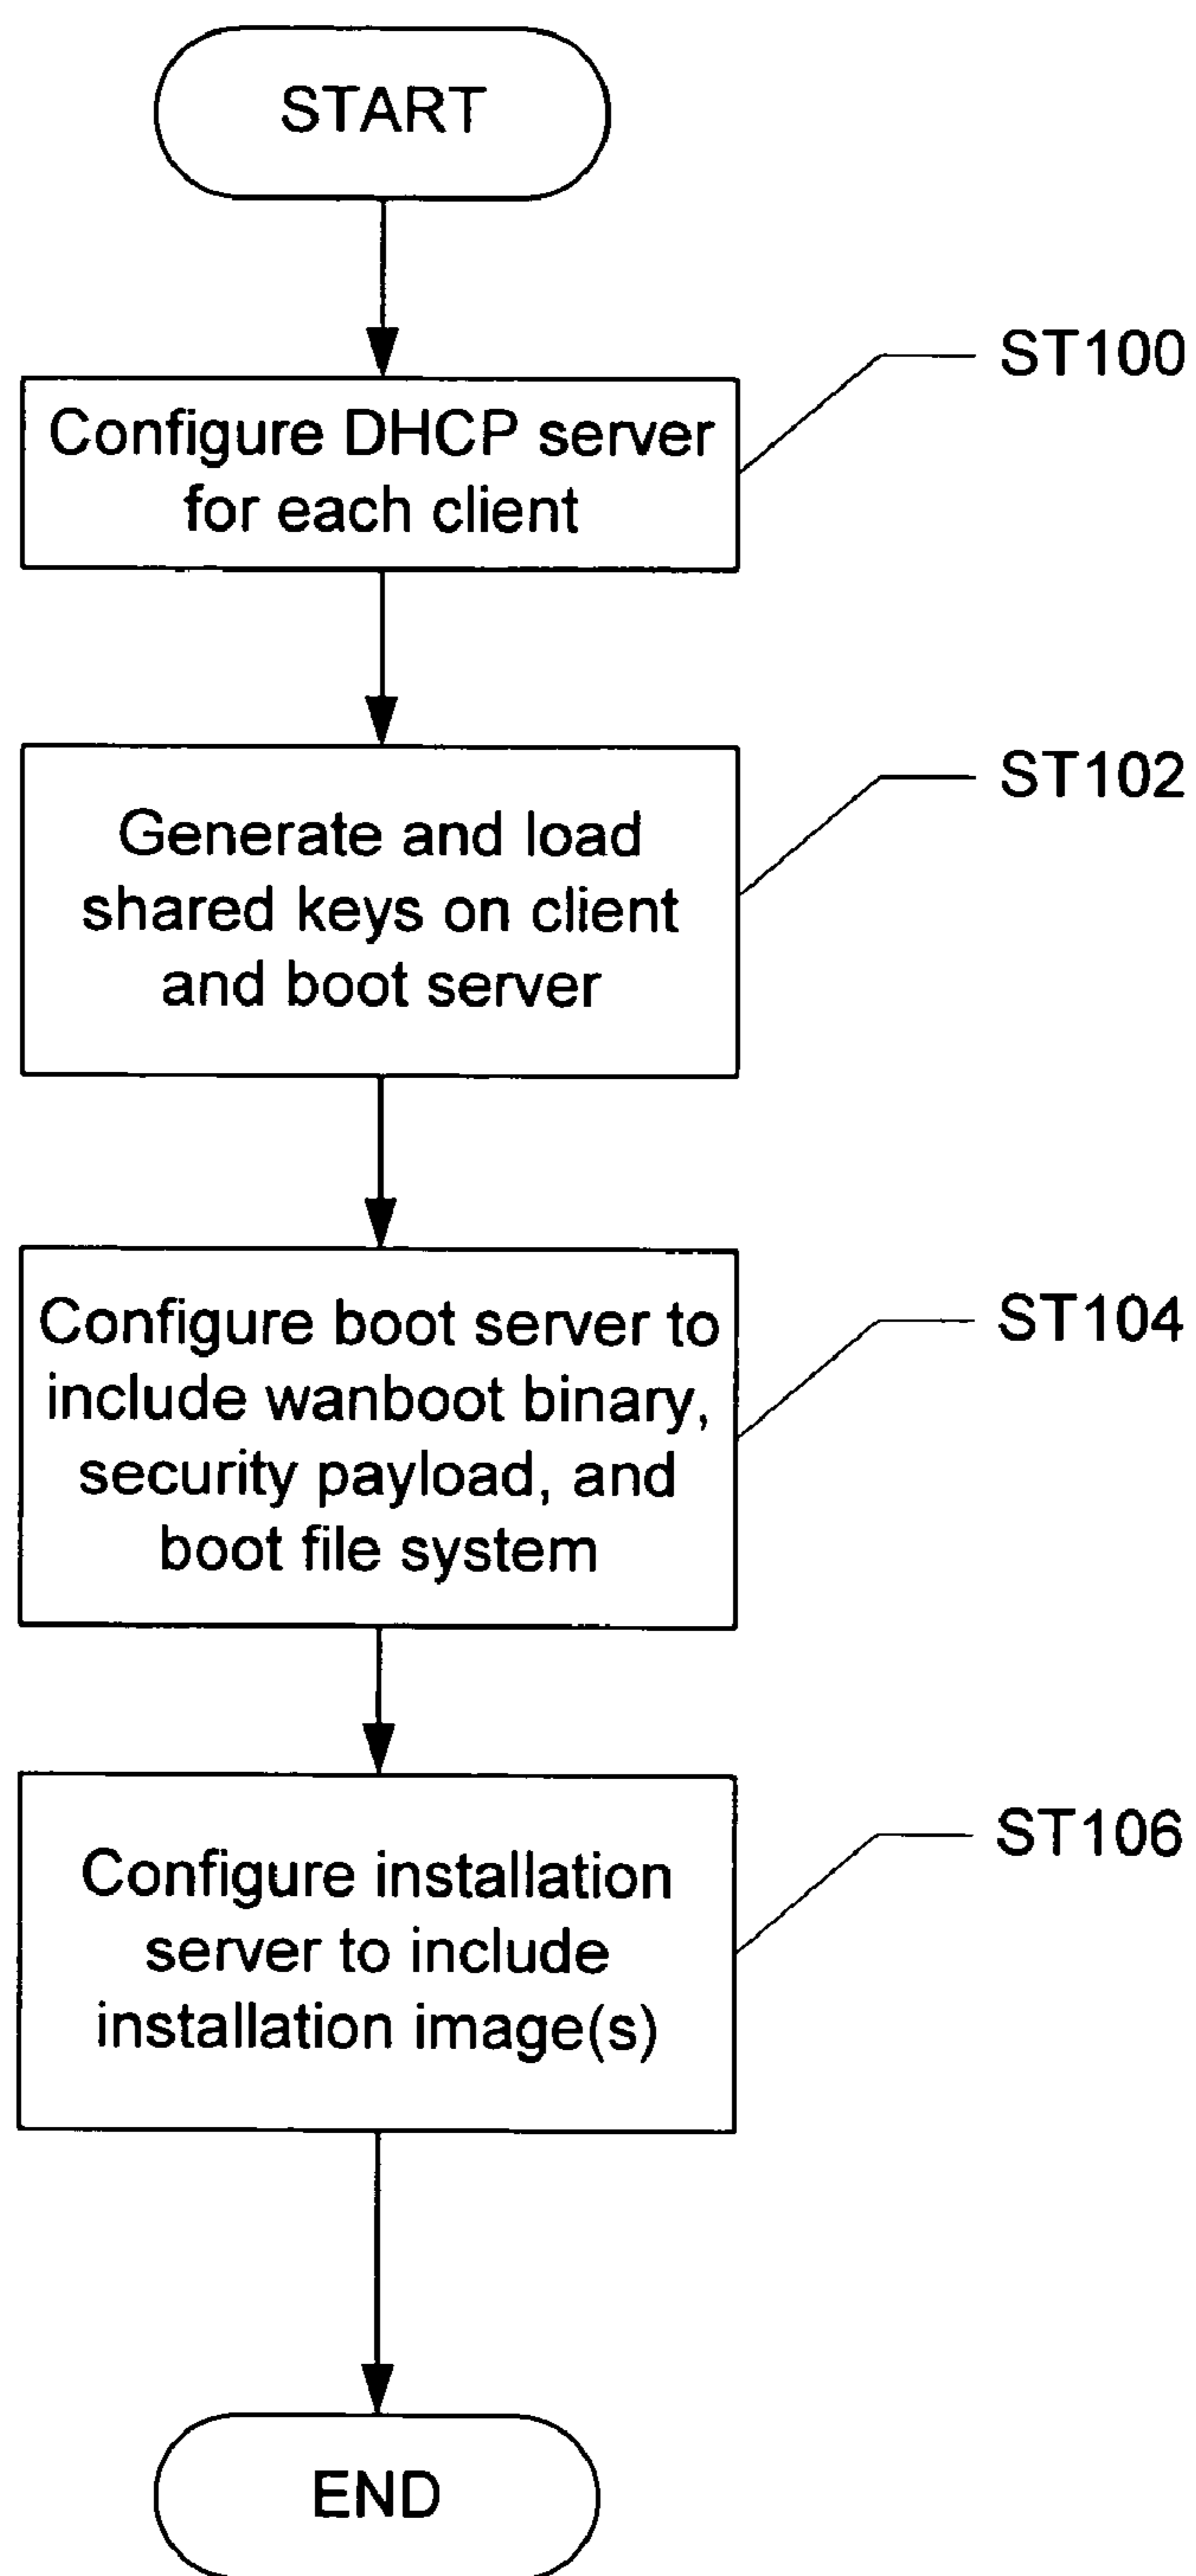 START
ST100
Configure DHCP server
for each client
ST102
Generate and load
shared keys on client
and boot server
ST104
Configure boot server to
include wanboot binary,
security payload, and
boot file system
ST106
Configure installation
server to include
installation image(s)
END